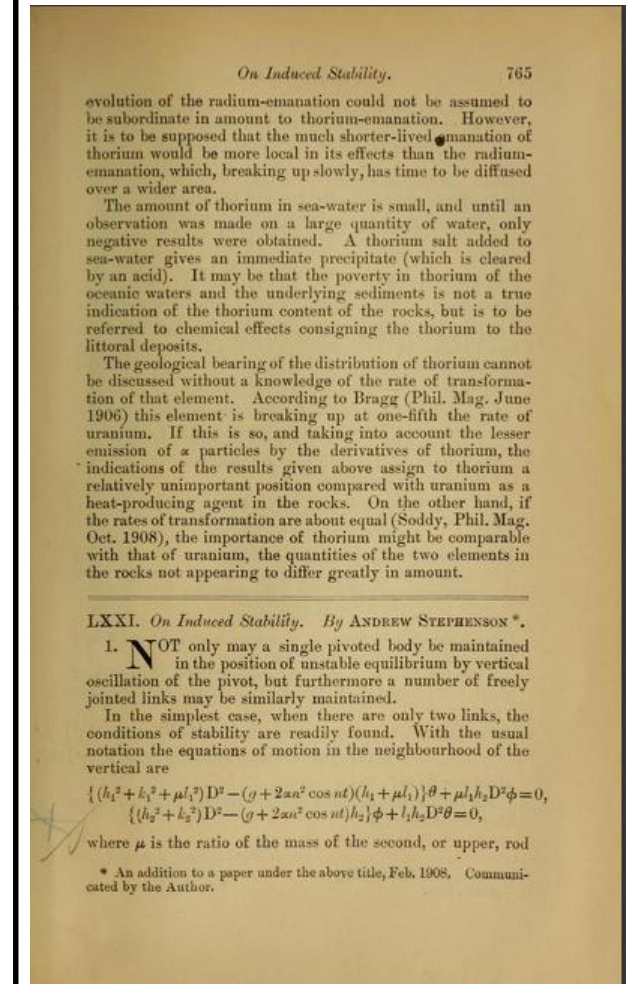 On Induced Stability. 765
evolution of the radium-emanation could not be assumed to
be subordinate in amount to thorium-emanation. However,
it is to be supposed that the much shorter-lived emanation of
thorium would be more local in its effects than the radium-
emanation, which, breaking up slowly, has time to be diffused
over a wider area.
The amount of thorium in sea-water is small, and until an
observation was made on a large quantity of water, only
negative results were obtained. A thorium salt added to
sea-water gives an immediate precipitate (which is cleared
by an acid). It may be that the poverty in thorium of the
oceanic waters and the underlying sediments is not a true
indication of the thorium content of the rocks, but is to be
referred to chemical effects consigning the thorium to the
littoral deposits.
The geological bearing of the distribution of thorium cannot
be discussed without a knowledge of the rate of transforma-
tion of that element. According to Bragg (Phil. Mag. June
1906) this element is breaking up at one-fifth the rate of
uranium. If this is so, and taking into account the lesser
emission of α particles by the derivatives of thorium, the
indications of the results given above assign to thorium a
relatively unimportant position compared with uranium as a
heat-producing agent in the rocks. On the other hand, if
the rates of transformation are about equal (Soddy, Phil. Mag.
Oct. 1908), the importance of thorium might be comparable
with that of uranium, the quantities of the two elements in
the rocks not appearing to differ greatly in amount.
LXXI. On Induced Stability. By ANDREW STEPHENSON *.
1. NOT only may a single pivoted body be maintained
in the position of unstable equilibrium by vertical
oscillation of the pivot, but furthermore a number of freely
jointed links may be similarly maintained.
In the simplest case, when there are only two links, the
conditions of stability are readily found. With the usual
notation the equations of motion in the neighbourhood of the
vertical are
{(h₁² + k₁² + μl₁²) D² − (g + 2αn² cos nt)(h₁ + μl₁)}θ + μl₁h₂D²φ = 0,
{(h₂² + k₂²) D² − (g + 2αn² cos nt)h₂}φ + l₁h₂D²θ = 0,
where μ is the ratio of the mass of the second, or upper, rod
* An addition to a paper under the above title, Feb. 1908. Communi-
cated by the Author.